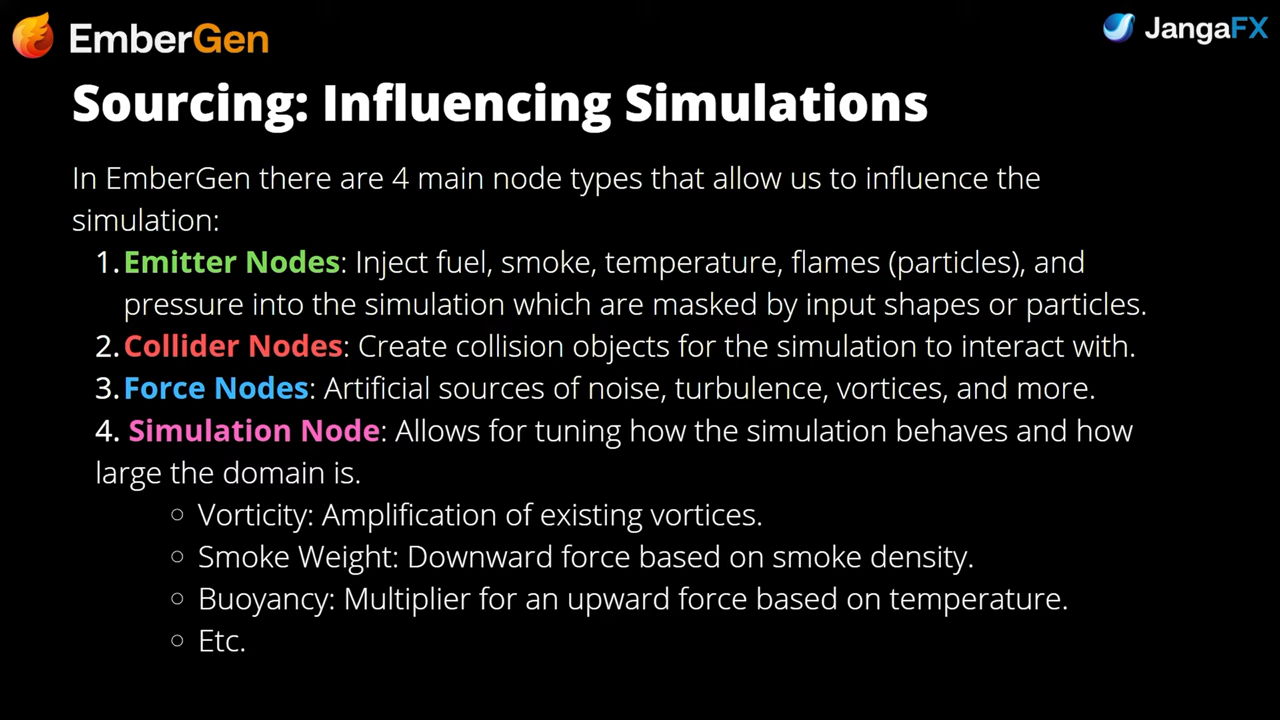 EmberGen
JangaFX
Sourcing: Influencing Simulations
In EmberGen there are 4 main node types that allow us to influence the
simulation:
1. Emitter Nodes: Inject fuel, smoke, temperature, flames (particles), and
pressure into the simulation which are masked by input shapes or particles.
2. Collider Nodes: Create collision objects for the simulation to interact with.
3. Force Nodes: Artificial sources of noise, turbulence, vortices, and more.
4. Simulation Node: Allows for tuning how the simulation behaves and how
large the domain is.
○ Vorticity: Amplification of existing vortices.
○ Smoke Weight: Downward force based on smoke density.
○ Buoyancy: Multiplier for an upward force based on temperature.
○ Etc.